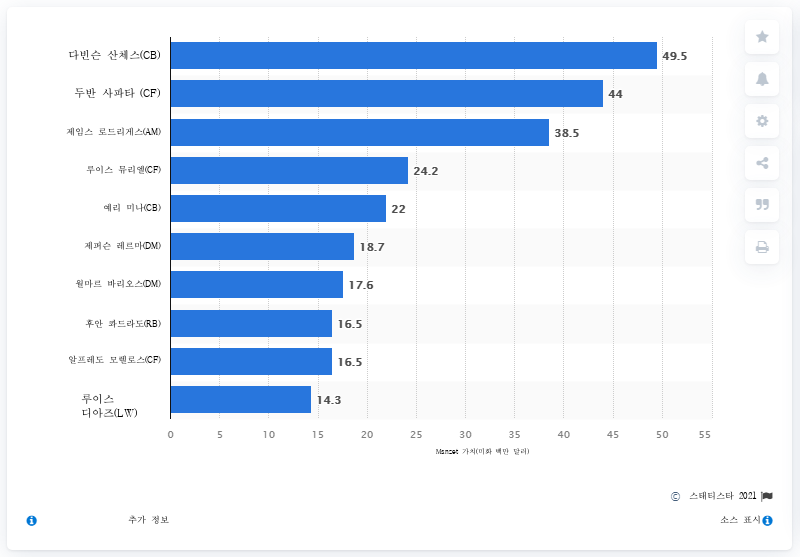 다빈슨 산체스(CB)
49.5
두반 사파타 (CF)
44
제임스 로드리게스(AM)
38.5
루이스 뮤리엘(CF)
24.2
예리 미나(CB)
22
제퍼슨 레르마(DM)
18.7
윌마르 바리오스(DM)
17.6
후안 콰드라도(RB)
16.5
알프레도 모렐로스(CF)
16.5
루이스
디아즈(LW)
14.3
0 5 10 15 20 25 30 35 40 45 50 55
가치(미화 백만 달러)
© 스태티스타 2021
추가 정보
소스 표시